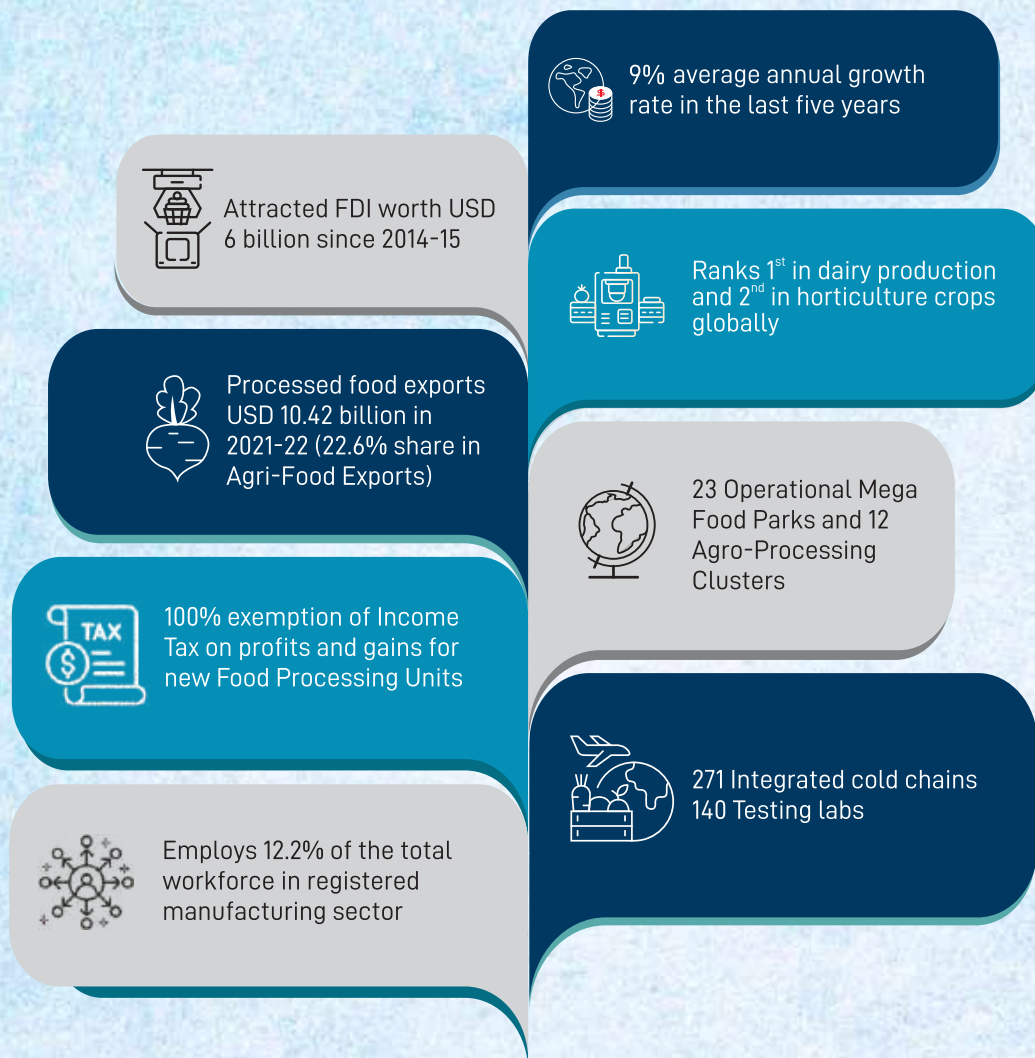 9% average annual growth
rate in the last five years
Attracted FDI worth USD
6 billion since 2014-15
Ranks 1st in dairy production
and 2nd in horticulture crops
globally
Processed food exports
USD 10.42 billion in
2021-22 (22.6% share in
Agri-Food Exports)
23 Operational Mega
Food Parks and 12
Agro-Processing
Clusters
TAX
$
100% exemption of Income
Tax on profits and gains for
new Food Processing Units
271 Integrated cold chains
140 Testing labs
Employs 12.2% of the total
workforce in registered
manufacturing sector